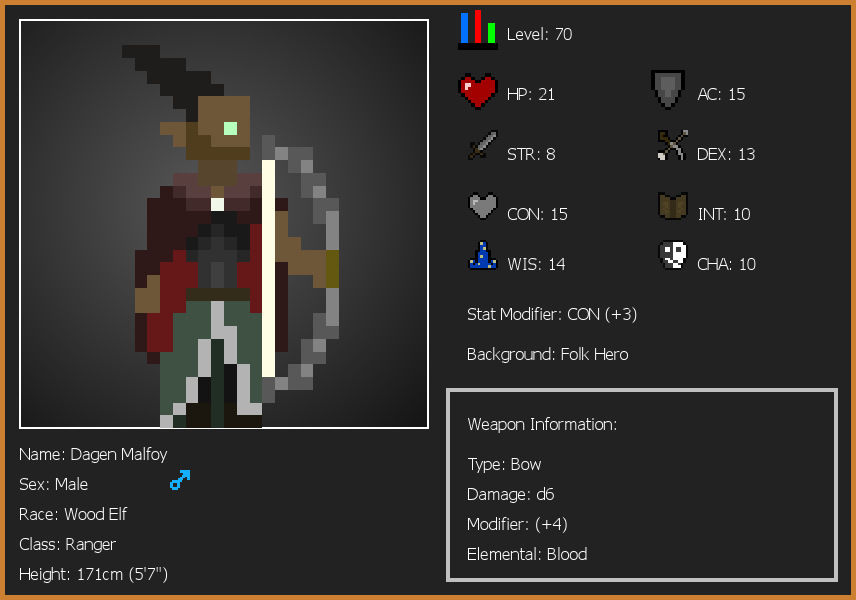 Level: 70
HP: 21
AC: 15
STR: 8
DEX: 13
CON: 15
INT: 10
WIS: 14
CHA: 10
Stat Modifier: CON (+3)
Background: Folk Hero
Weapon Information:
Type: Bow
Damage: d6
Modifier: (+4)
Elemental: Blood
Name: Dagen Malfoy
Sex: Male
Race: Wood Elf
Class: Ranger
Height: 171cm (5'7")